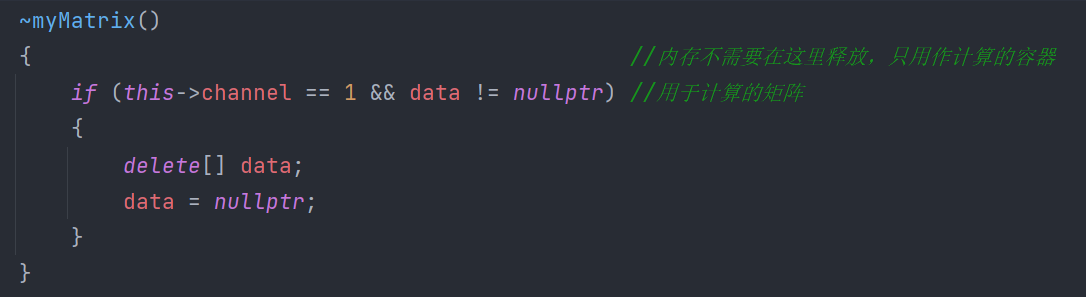 ~myMatrix()
{ //内存不需要在这里释放，只用作计算的容器
if (this->channel == 1 && data != nullptr) //用于计算的矩阵
{
delete[] data;
data = nullptr;
}
}